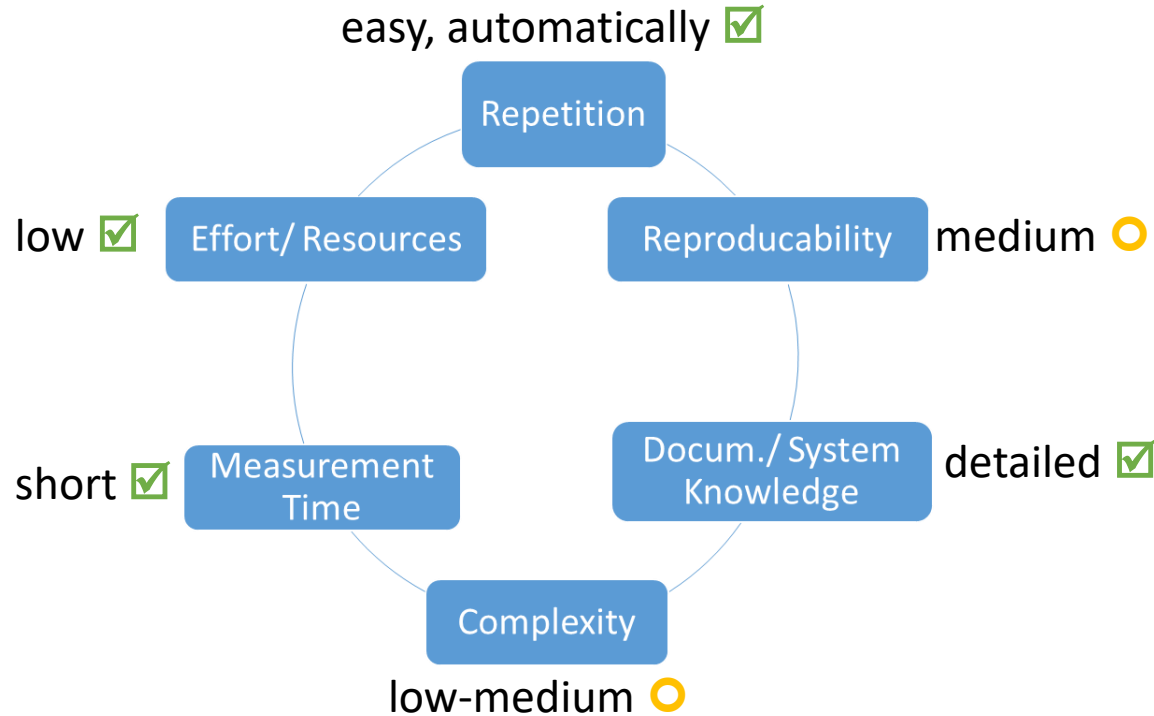 easy, automatically
Repetition
low
Effort/ Resources
Reproducability
medium
short
Measurement
Time
Docum./ System
Knowledge
detailed
Complexity
low-medium